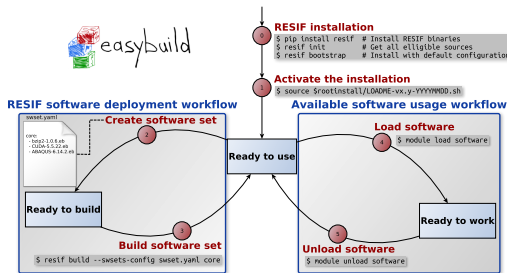 easybuild
0
RESIF installation
$ pip install resif # Install RESIF binaries
$ resif init # Get all elligible sources
$ resif bootstrap # Install with default configuration
1
Activate the installation
$ source $rootinstall/LOADME-vx.y-YYYYMMDD.sh
RESIF software deployment workflow
swset.yaml
core:
- bzip2-1.0.6.eb
- CUDA-5.5.22.eb
- ABAQUS-6.14.2.eb
Create software set
2
Ready to build
3
Build software set
$ resif build --swsets-config swset.yaml core
Ready to use
Available software usage workflow
Load software
4
$ module load software
Ready to work
5
Unload software
$ module unload software